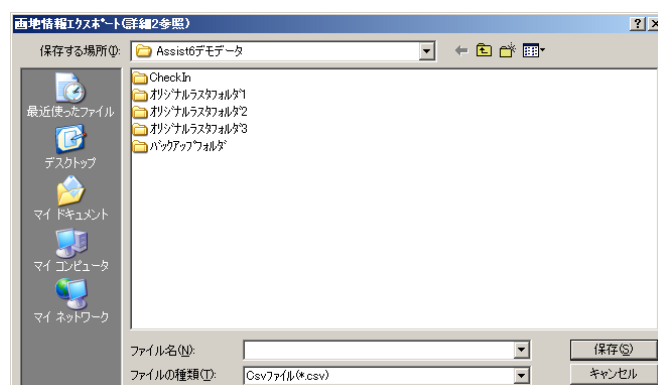 画地情報ｴｸｽﾎﾟｰﾄ(詳細2参照)
保存する場所(I):
Assist6デモデータ
最近使ったファイル
デスクトップ
マイ ドキュメント
マイ コンピュータ
マイ ネットワーク
CheckIn
ｵﾘｼﾞﾅﾙﾗｽﾀﾌｫﾙﾀﾞ1
ｵﾘｼﾞﾅﾙﾗｽﾀﾌｫﾙﾀﾞ2
ｵﾘｼﾞﾅﾙﾗｽﾀﾌｫﾙﾀﾞ3
ﾊﾞｯｸｱｯﾌﾟﾌｫﾙﾀﾞ
ファイル名(N):
保存(S)
ファイルの種類(T):
Csvﾌｧｲﾙ(*.csv)
キャンセル